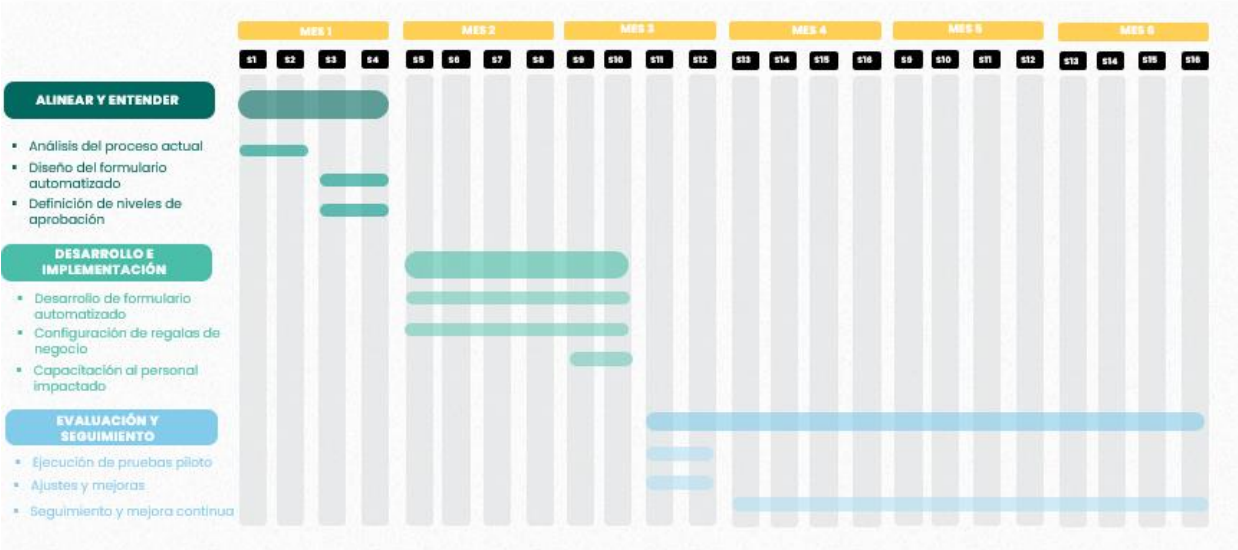 MES 1 MES 2 MES 3 MES 4 MES 5 MES 6
S1 S2 S3 S4 S5 S6 S7 S8 S9 S10 S11 S12 S13 S14 S15 S16 S9 S10 S11 S12 S13 S14 S15 S16
ALINEAR Y ENTENDER
▪ Análisis del proceso actual
▪ Diseño del formulario
automatizado
▪ Definición de niveles de
aprobación
DESARROLLO E
IMPLEMENTACIÓN
▪ Desarrollo de formulario
automatizado
▪ Configuración de regalas de
negocio
▪ Capacitación al personal
impactado
EVALUACIÓN Y
SEGUIMIENTO
▪ Ejecución de pruebas piloto
▪ Ajustes y mejoras
▪ Seguimiento y mejora continua